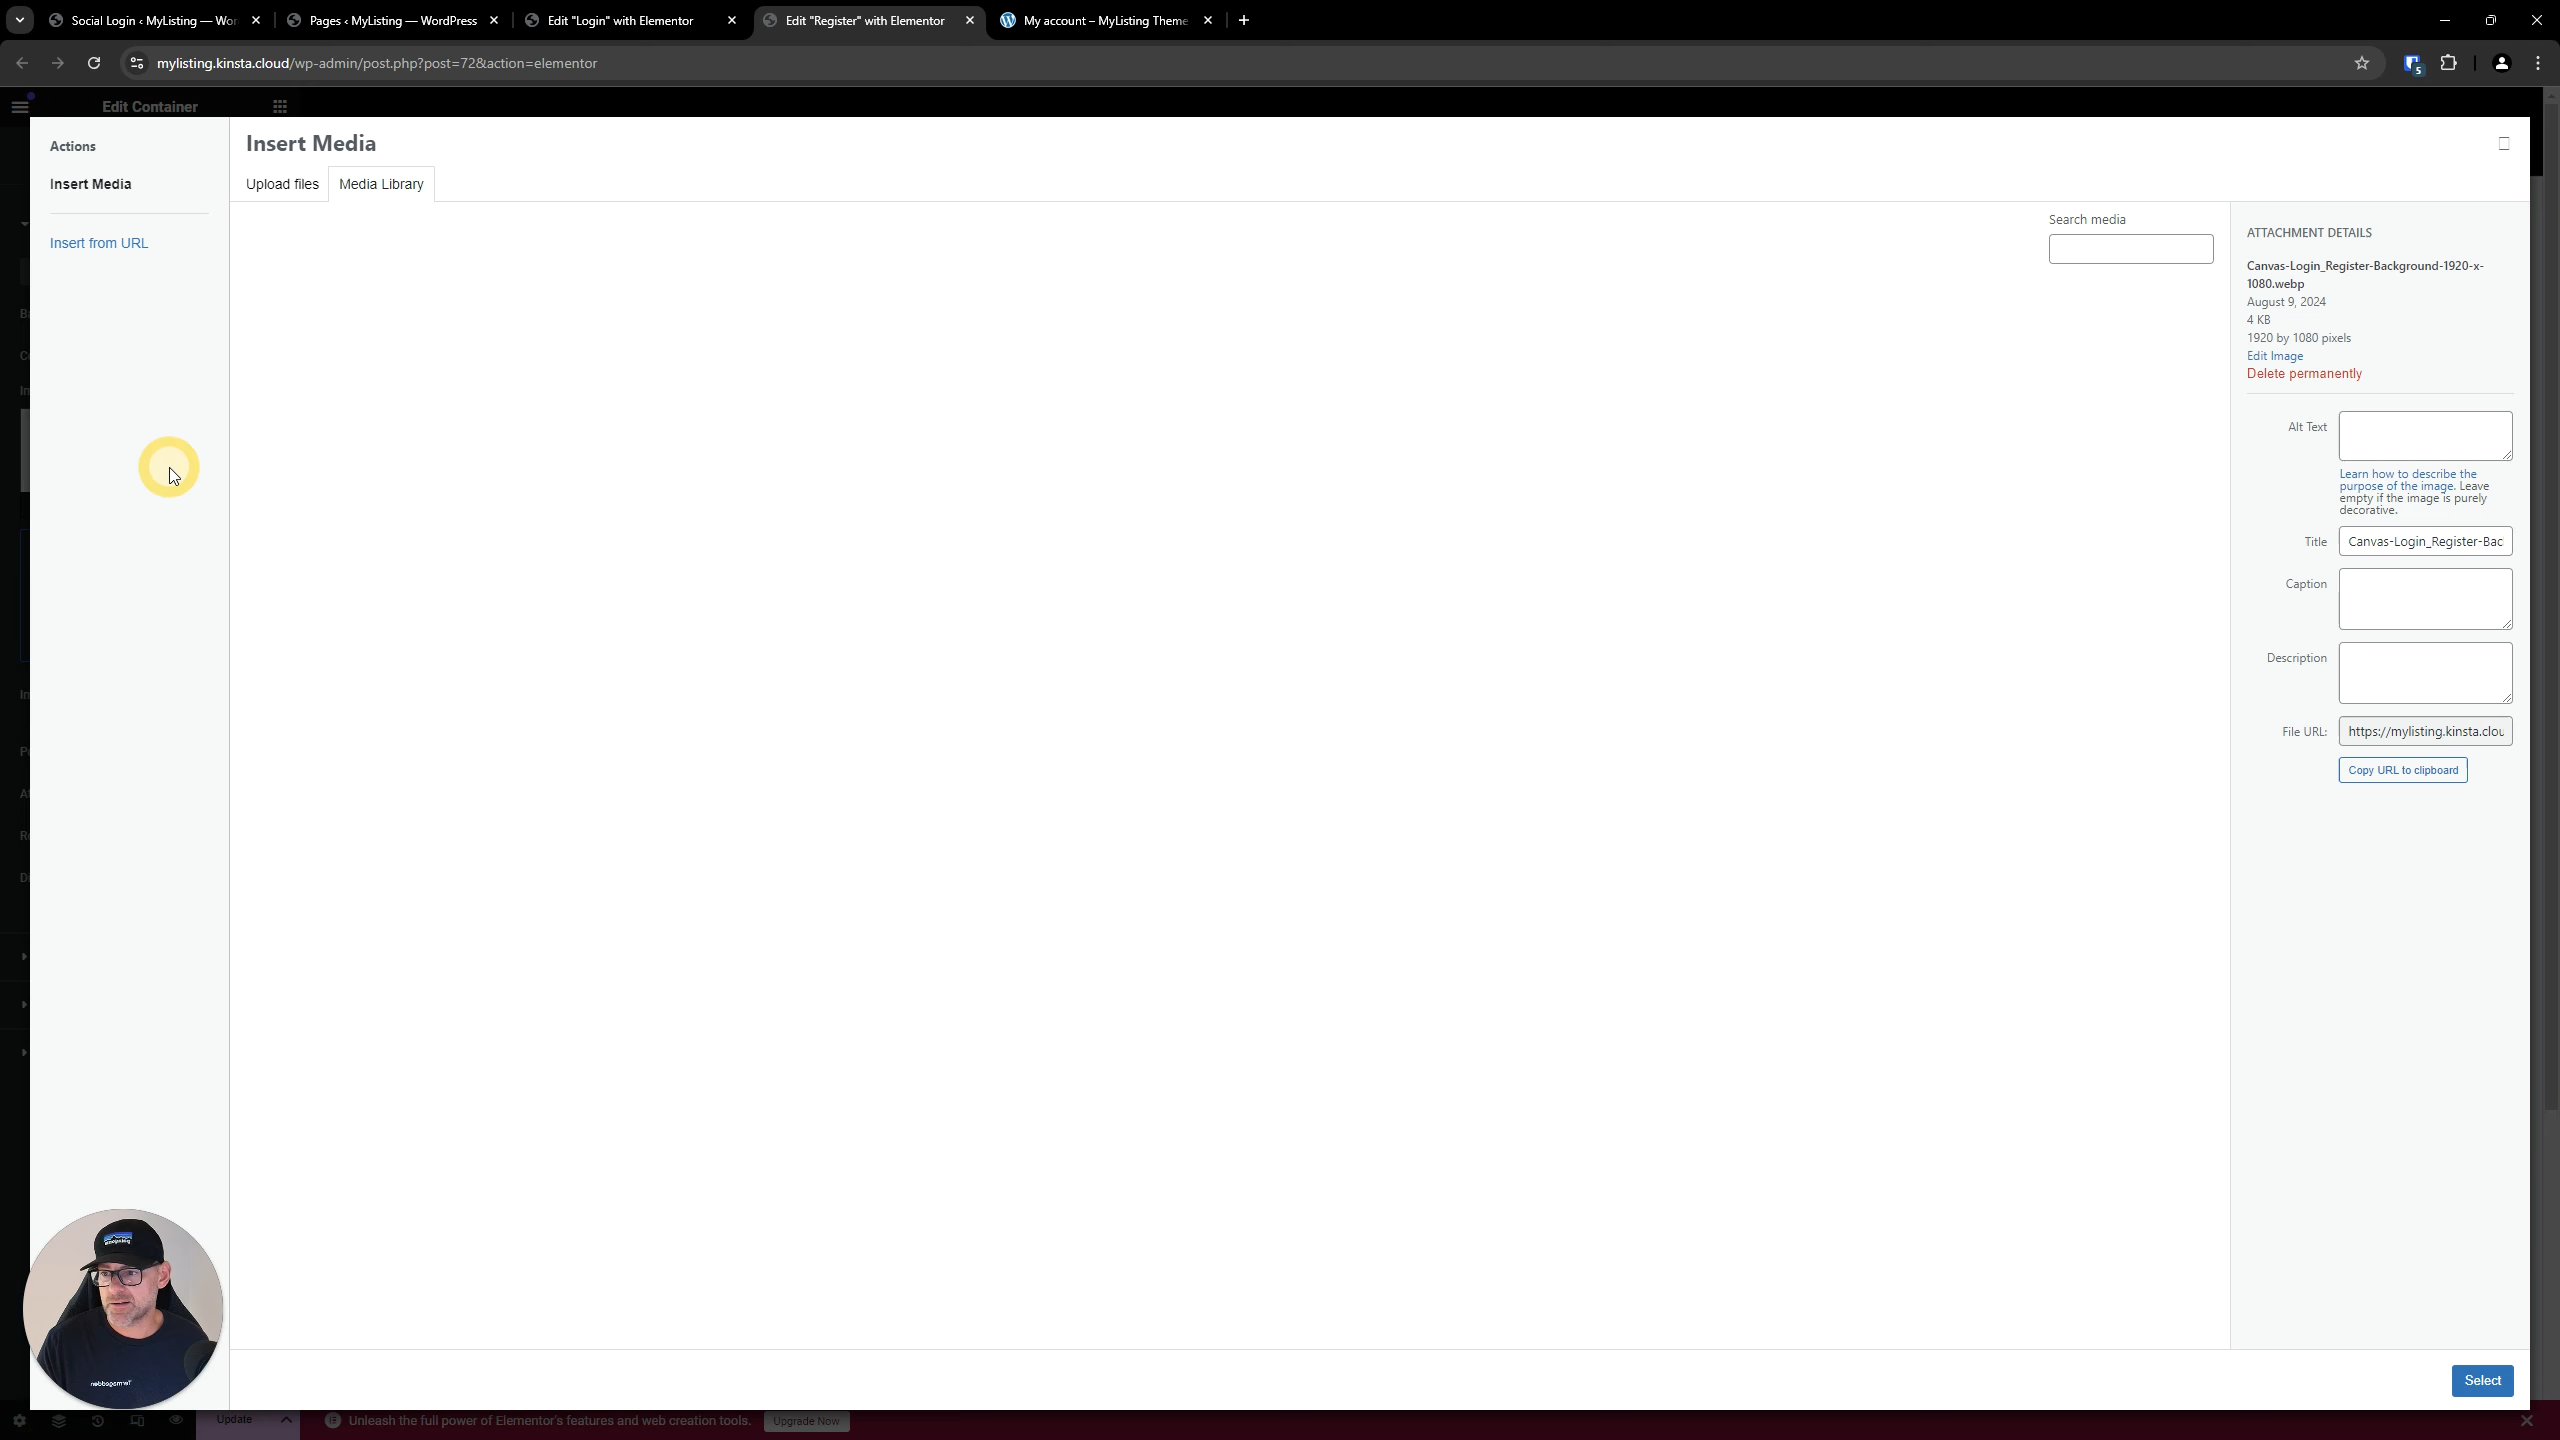 Social Login ‹ MyListing — Wor
Pages ‹ MyListing — WordPress
Edit "Login" with Elementor
Edit "Register" with Elementor
My account – MyListing Theme
mylisting.kinsta.cloud/wp-admin/post.php?post=72&action=elementor
5
Edit Container
Actions
Insert Media
Insert from URL
Insert Media
Upload files
Media Library
Search media
ATTACHMENT DETAILS
Canvas-Login_Register-Background-1920-x-
1080.webp
August 9, 2024
4 KB
1920 by 1080 pixels
Edit Image
Delete permanently
Alt Text
Learn how to describe the
purpose of the image. Leave
empty if the image is purely
decorative.
Title
Canvas-Login_Register-Bac
Caption
Description
File URL:
https://mylisting.kinsta.clou
Copy URL to clipboard
Select
Update
Unleash the full power of Elementor's features and web creation tools.
Upgrade Now